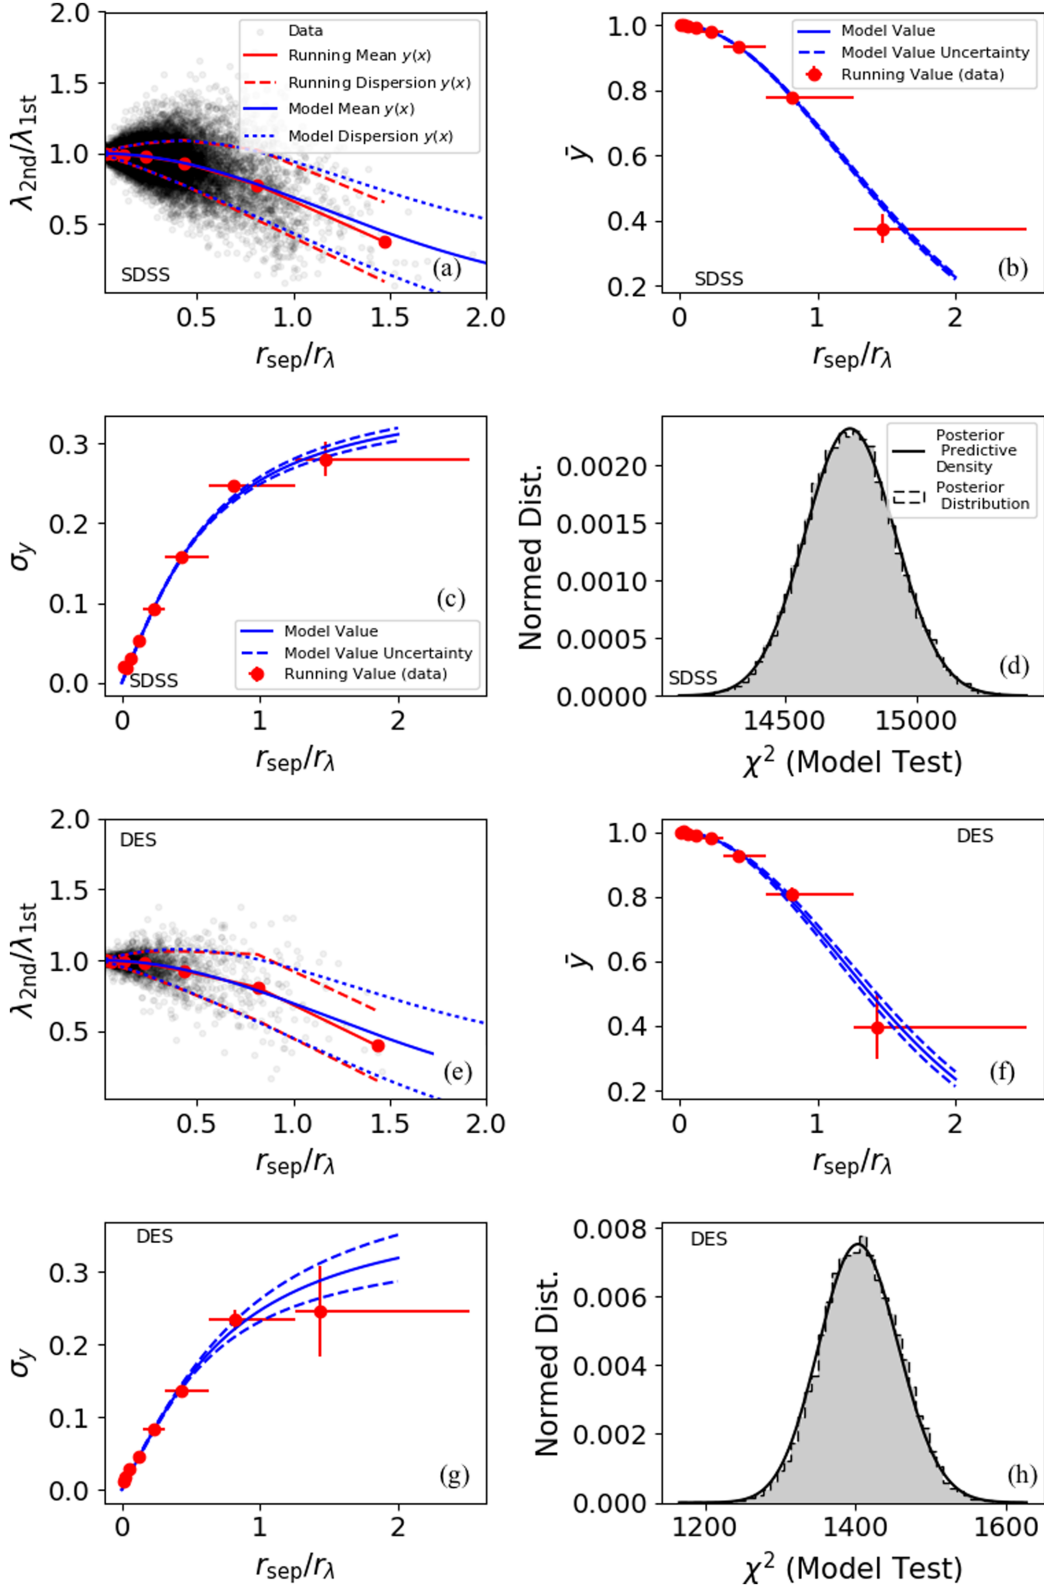 2.0
1.5
1.0
0.5
λ2nd/λ1st
Data
Running Mean y(x)
Running Dispersion y(x)
Model Mean y(x)
Model Dispersion y(x)
SDSS
(a)
0.5 1.0 1.5 2.0
rsep/rλ
1.0
0.8
0.6
0.4
0.2
ȳ
Model Value
Model Value Uncertainty
Running Value (data)
SDSS
(b)
0 1 2
rsep/rλ
0.3
0.2
0.1
0.0
σy
(c)
Model Value
Model Value Uncertainty
Running Value (data)
SDSS
0 1 2
rsep/rλ
0.0020
0.0015
0.0010
0.0005
0.0000
Normed Dist.
Posterior
Predictive
Density
Posterior
Distribution
(d)
SDSS
14500 15000
χ² (Model Test)
2.0
1.5
1.0
0.5
λ2nd/λ1st
DES
(e)
0.5 1.0 1.5 2.0
rsep/rλ
1.0
0.8
0.6
0.4
0.2
ȳ
DES
(f)
0 1 2
rsep/rλ
0.3
0.2
0.1
0.0
σy
DES
(g)
0 1 2
rsep/rλ
0.008
0.006
0.004
0.002
0.000
Normed Dist.
DES
(h)
1200 1400 1600
χ² (Model Test)